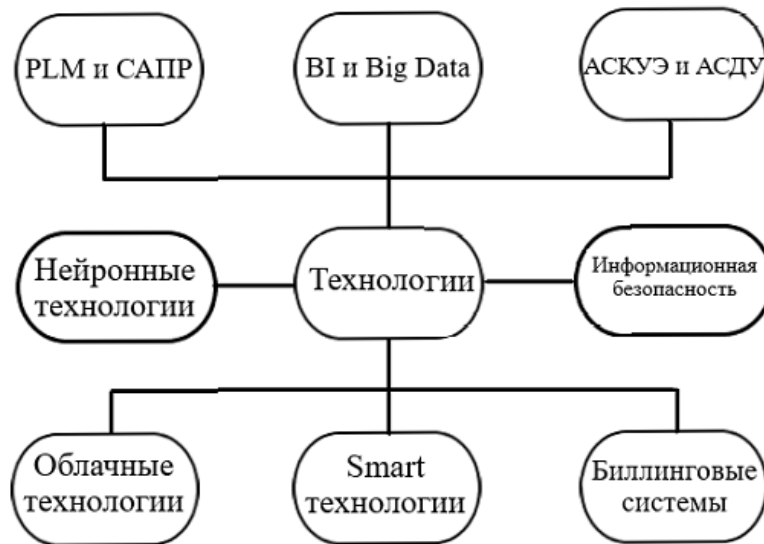 PLM и САПР
BI и Big Data
АСКУЭ и АСДУ
Нейронные
технологии
Технологии
Информационная
безопасность
Облачные
технологии
Smart
технологии
Биллинговые
системы